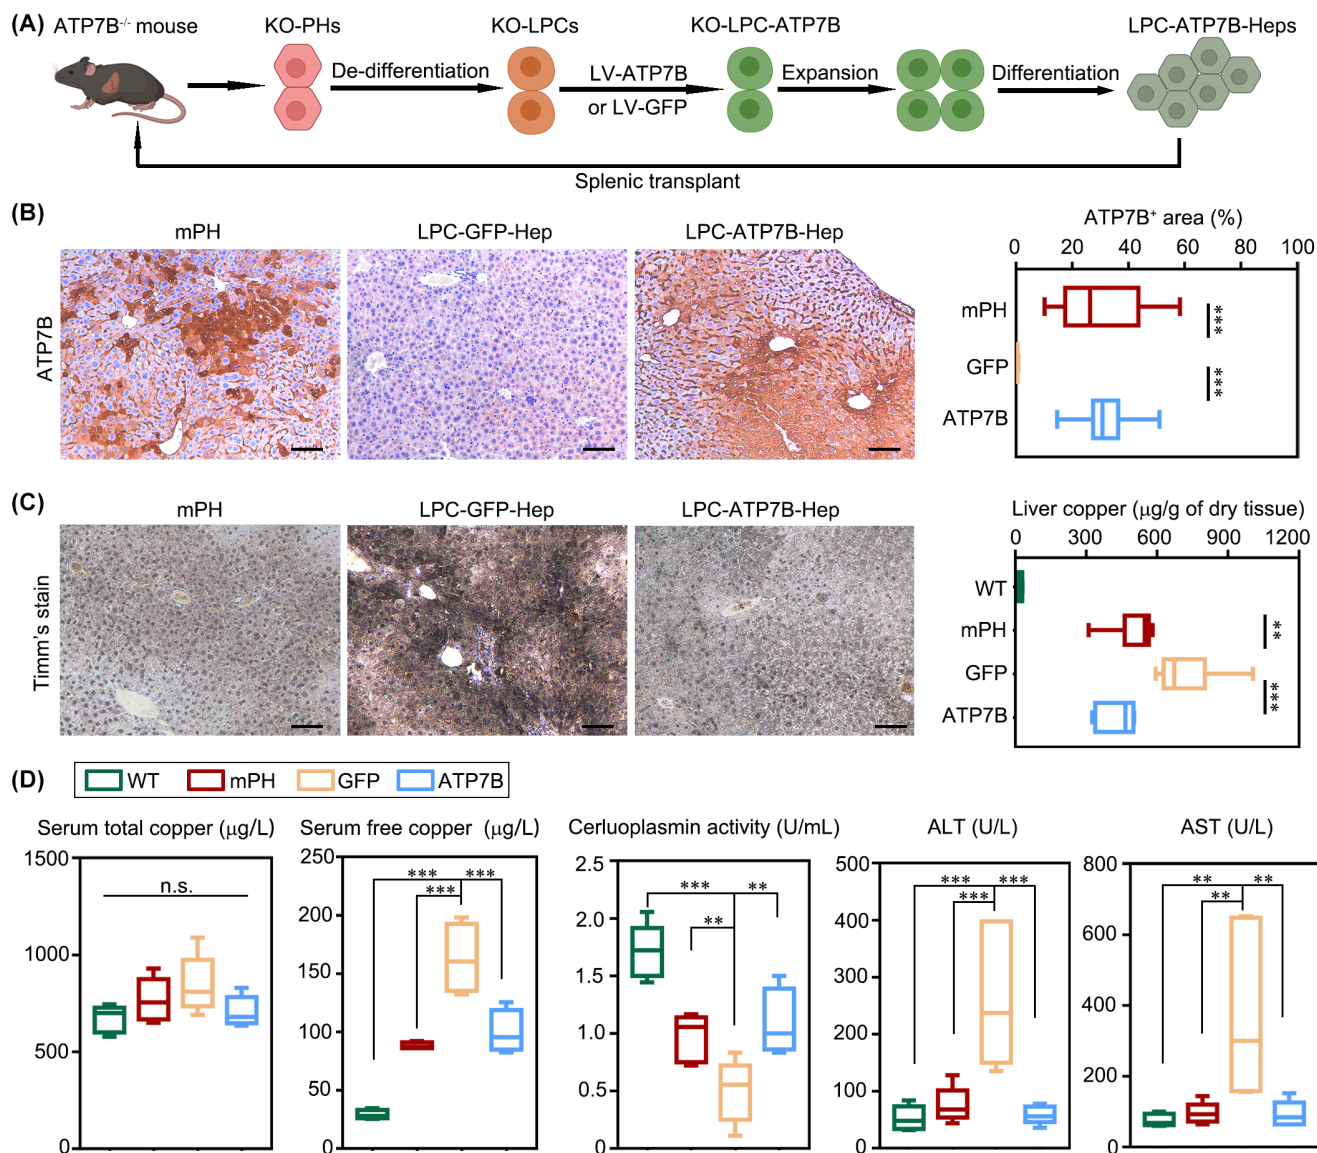 (A)
ATP7B-/- mouse
KO-PHs
KO-LPCs
KO-LPC-ATP7B
LPC-ATP7B-Heps
De-differentiation
LV-ATP7B
or LV-GFP
Expansion
Differentiation
Splenic transplant
(B)
mPH
LPC-GFP-Hep
LPC-ATP7B-Hep
ATP7B
ATP7B+ area (%)
0 20 40 60 80 100
mPH
GFP
ATP7B
***
***
(C)
mPH
LPC-GFP-Hep
LPC-ATP7B-Hep
Timm's stain
Liver copper (μg/g of dry tissue)
0 300 600 900 1200
WT
mPH
GFP
ATP7B
**
***
(D)
WT mPH GFP ATP7B
Serum total copper (μg/L)
1500
1000
500
0
n.s.
Serum free copper (μg/L)
250
200
150
100
50
0
*** ***
***
Cerluoplasmin activity (U/mL)
2.5
2.0
1.5
1.0
0.5
0
*** **
**
ALT (U/L)
500
400
300
200
100
0
*** ***
***
AST (U/L)
800
600
400
200
0
** **
**